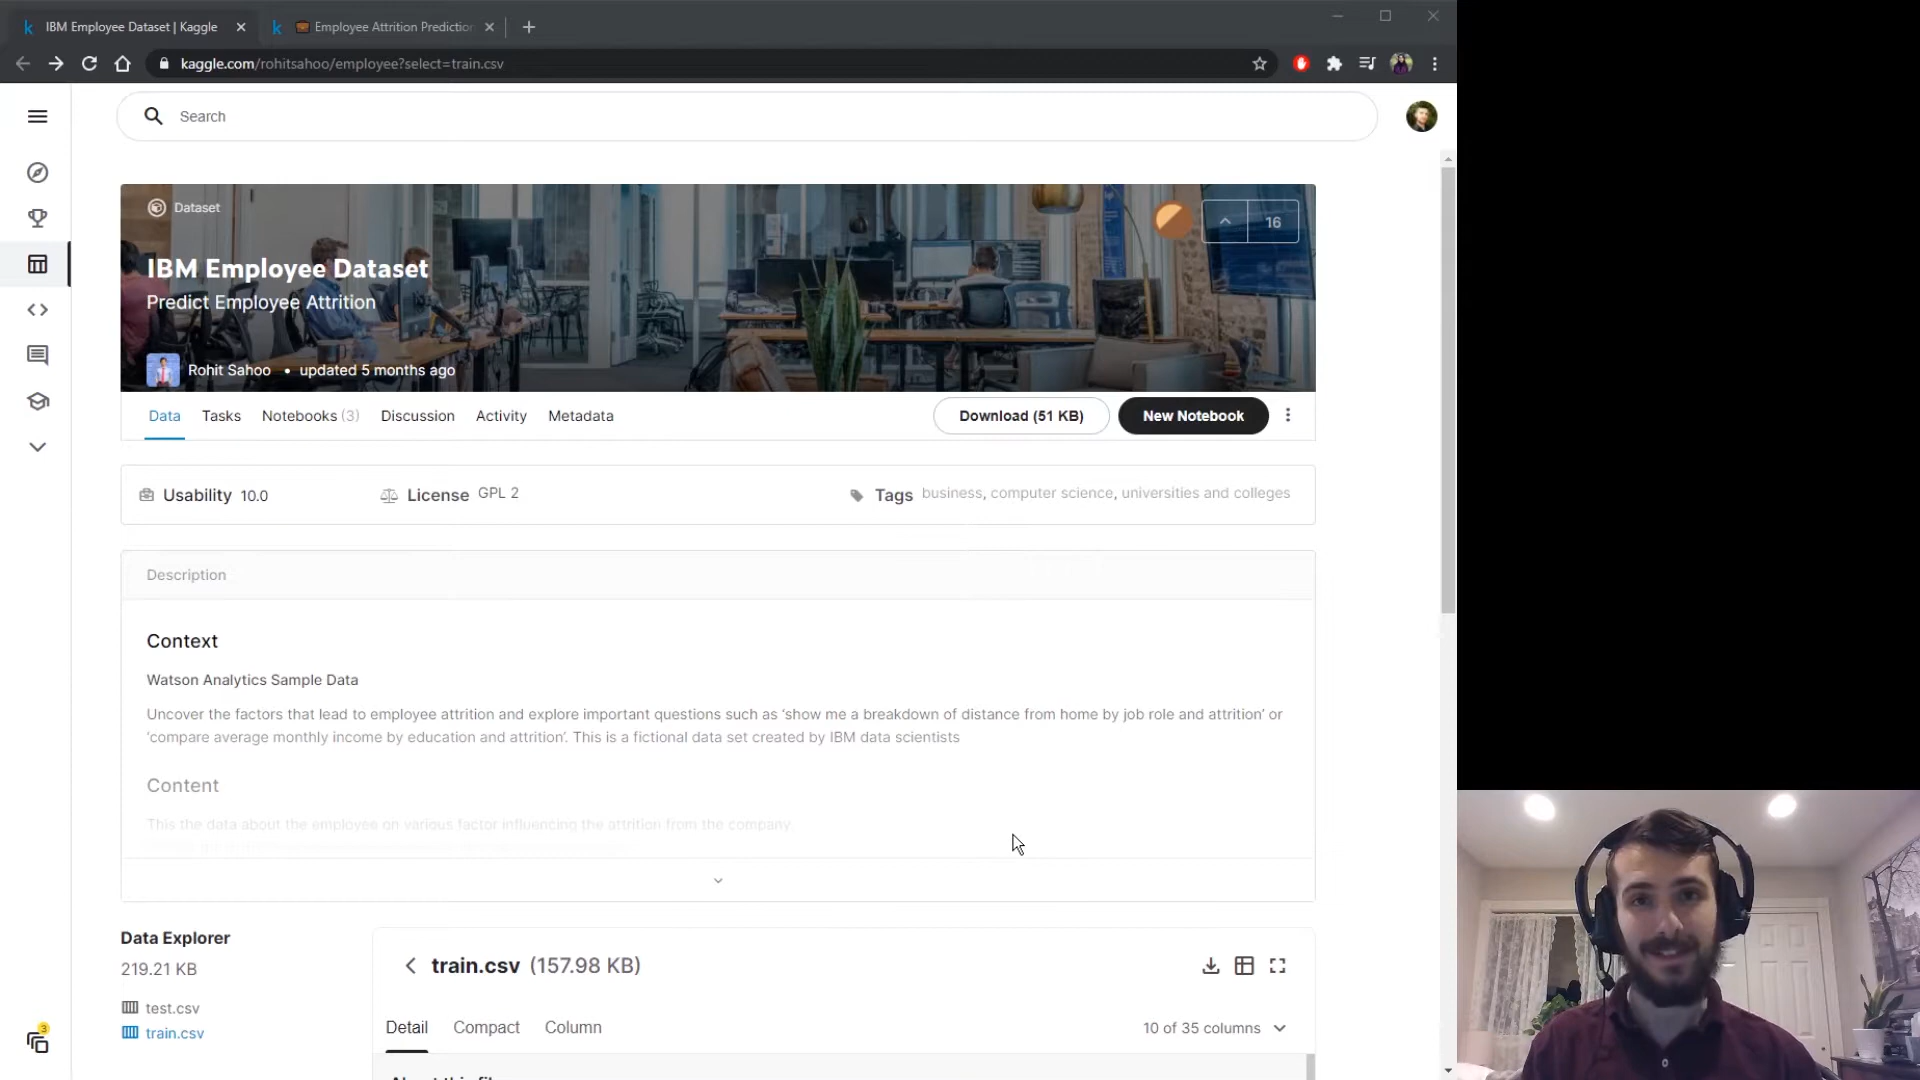 IBM Employee Dataset | Kaggle
Employee Attrition Prediction
kaggle.com/rohitsahoo/employee?select=train.csv
Search
Dataset
16
IBM Employee Dataset
Predict Employee Attrition
Rohit Sahoo • updated 5 months ago
Data Tasks Notebooks (3) Discussion Activity Metadata Download (51 KB) New Notebook
Usability 10.0 License GPL 2 Tags business, computer science, universities and colleges
Description
Context
Watson Analytics Sample Data
Uncover the factors that lead to employee attrition and explore important questions such as ‘show me a breakdown of distance from home by job role and attrition’ or
‘compare average monthly income by education and attrition’. This is a fictional data set created by IBM data scientists
Content
This the data about the employee on various factor influencing the attrition from the company.
Data Explorer
219.21 KB
test.csv
train.csv
3
train.csv (157.98 KB)
Detail Compact Column 10 of 35 columns